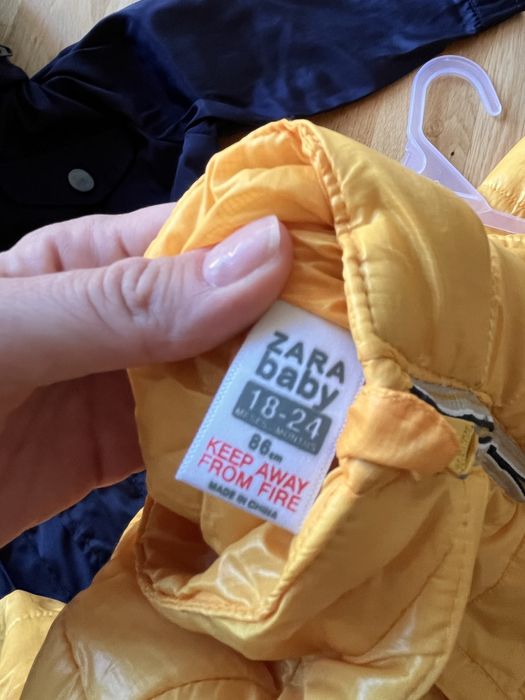 ZARA
baby
18-24
MESES-MONTHS
86cm
KEEP AWAY
FROM FIRE
MADE IN CHINA